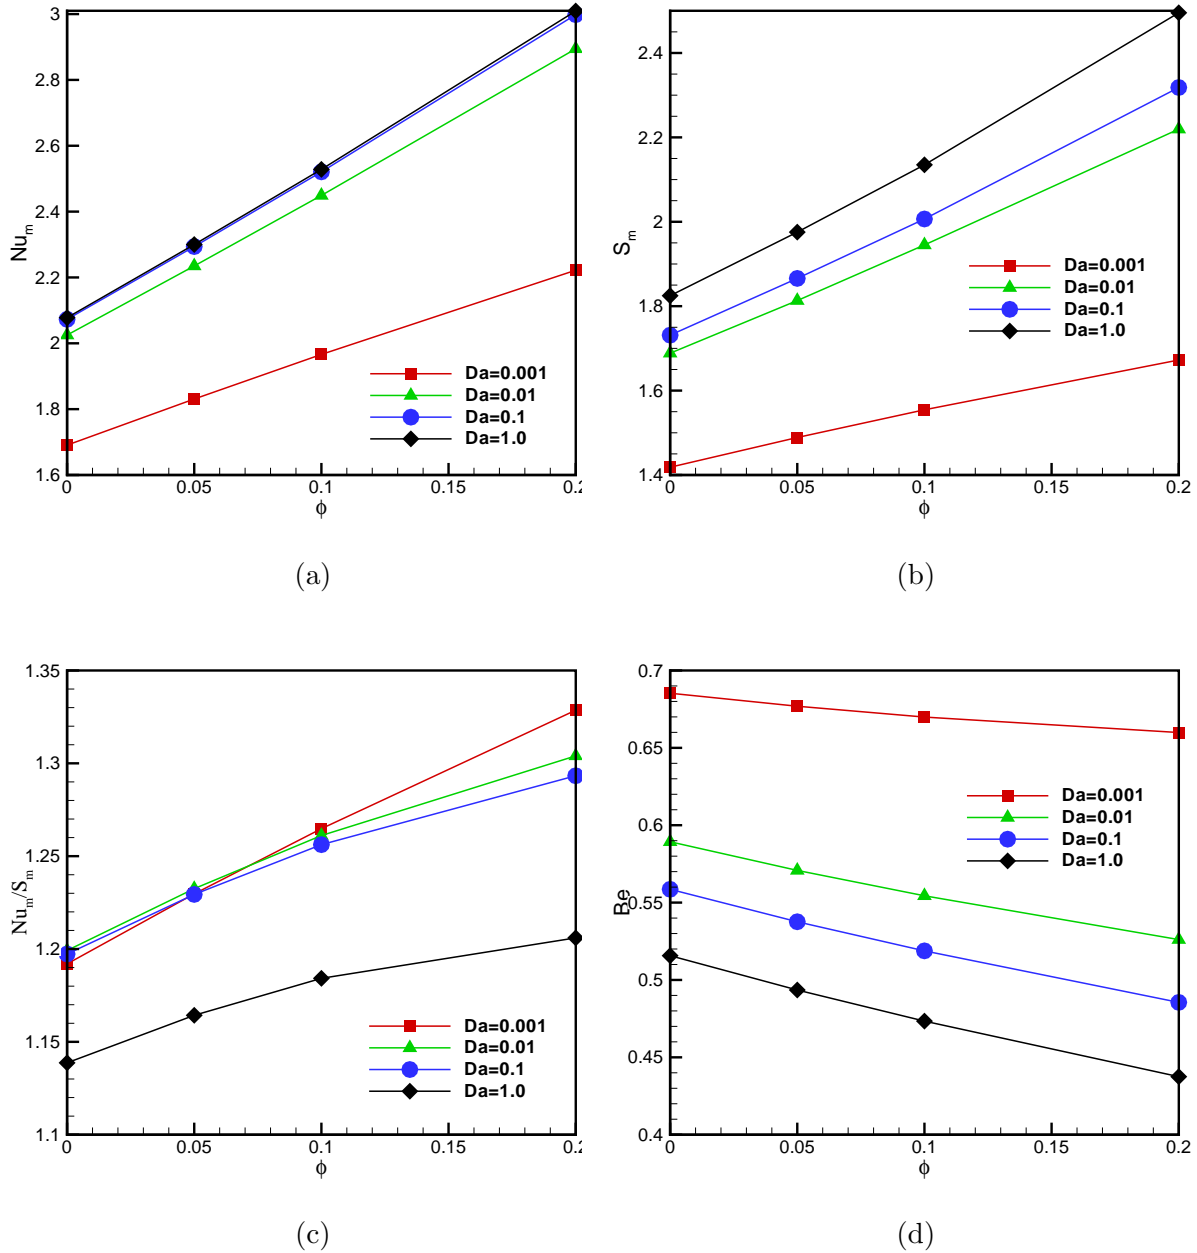 3
2.8
2.6
2.4
2.2
2
1.8
1.6
Nu_m
0 0.05 0.1 0.15 0.2
ϕ
Da=0.001
Da=0.01
Da=0.1
Da=1.0
(a)
2.4
2.2
2
1.8
1.6
1.4
S_m
0 0.05 0.1 0.15 0.2
ϕ
Da=0.001
Da=0.01
Da=0.1
Da=1.0
(b)
1.35
1.3
1.25
1.2
1.15
1.1
Nu_m/S_m
0 0.05 0.1 0.15 0.2
ϕ
Da=0.001
Da=0.01
Da=0.1
Da=1.0
(c)
0.7
0.65
0.6
0.55
0.5
0.45
0.4
Be
0 0.05 0.1 0.15 0.2
ϕ
Da=0.001
Da=0.01
Da=0.1
Da=1.0
(d)